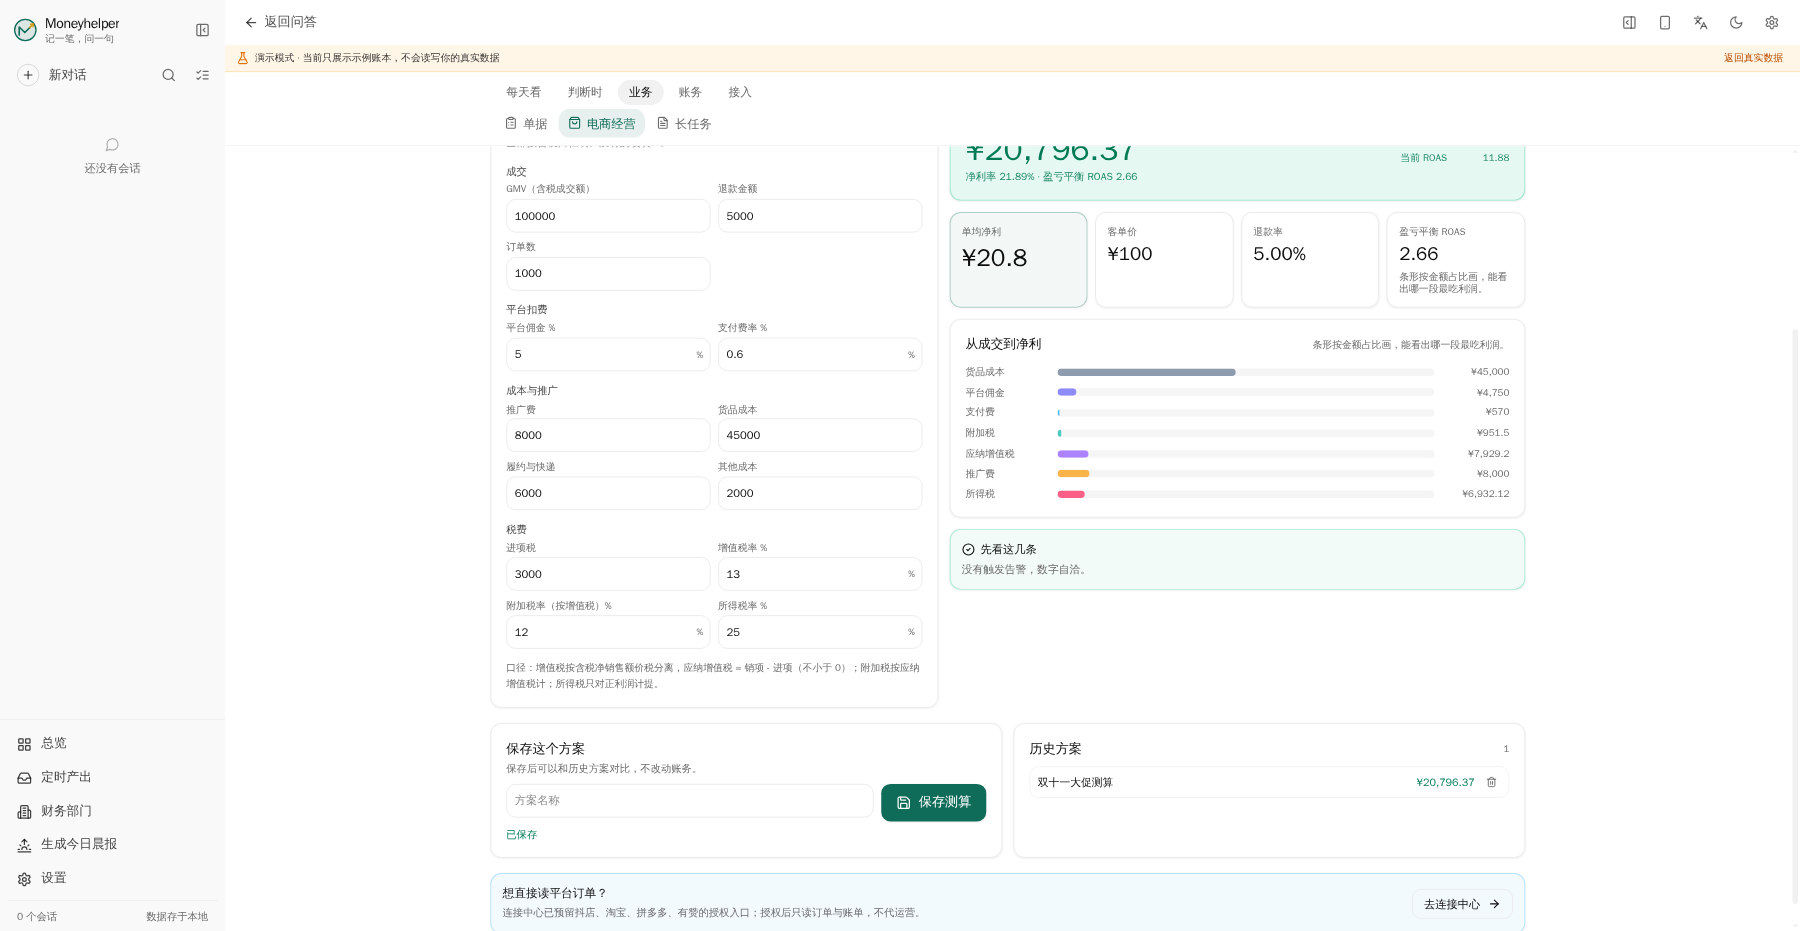 Moneyhelper
记一笔，问一句
新对话
还没有会话
总览
定时产出
财务部门
生成今日晨报
设置
0 个会话
数据存于本地
返回问答
演示模式 · 当前只展示示例账本，不会读写你的真实数据
返回真实数据
每天看
判断时
业务
账务
接入
单据
电商经营
长任务
成交
GMV（含税成交额）
退款金额
100000
5000
订单数
1000
平台扣费
平台佣金 %
支付费率 %
5 %
0.6 %
成本与推广
推广费
货品成本
8000
45000
履约与快递
其他成本
6000
2000
税费
进项税
增值税率 %
3000
13 %
附加税率（按增值税）%
所得税率 %
12 %
25 %
口径：增值税按含税净销售额价税分离，应纳增值税 = 销项 - 进项（不小于 0）；附加税按应纳
增值税计；所得税只对正利润计提。
¥20,796.37
当前 ROAS 11.88
净利率 21.89% · 盈亏平衡 ROAS 2.66
单均净利
¥20.8
客单价
¥100
退款率
5.00%
盈亏平衡 ROAS
2.66
条形按金额占比画，能看
出哪一段最吃利润。
从成交到净利
条形按金额占比画，能看出哪一段最吃利润。
货品成本 ¥45,000
平台佣金 ¥4,750
支付费 ¥570
附加税 ¥951.5
应纳增值税 ¥7,929.2
推广费 ¥8,000
所得税 ¥6,932.12
先看这几条
没有触发告警，数字自洽。
保存这个方案
保存后可以和历史方案对比，不改动账务。
方案名称
保存测算
已保存
历史方案
1
双十一大促测算 ¥20,796.37
想直接读平台订单？
连接中心已预留抖店、淘宝、拼多多、有赞的授权入口；授权后只读订单与账单，不代运营。
去连接中心